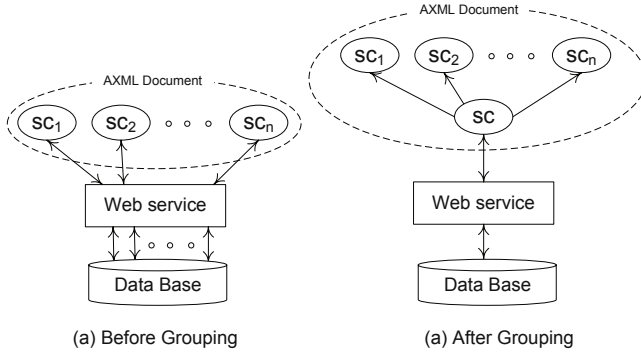 AXML Document
sc1 sc2 scn
Web service
Data Base
(a) Before Grouping
AXML Document
sc1 sc2 scn
sc
Web service
Data Base
(a) After Grouping